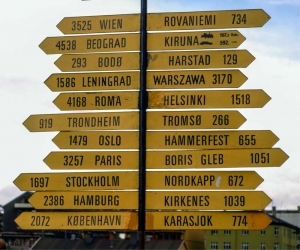 3525 WIEN
ROVANIEMI 734
4538 BEOGRAD
KIRUNA
293 BODØ
HARSTAD 129
1586 LENINGRAD
WARSZAWA 3170
4168 ROMA
HELSINKI 1518
919 TRONDHEIM
TROMSØ 266
1479 OSLO
HAMMERFEST 655
3257 PARIS
BORIS GLEB 1051
1697 STOCKHOLM
NORDKAPP 672
2386 HAMBURG
KIRKENES 1039
2072 KØBENHAVN
KARASJOK 774